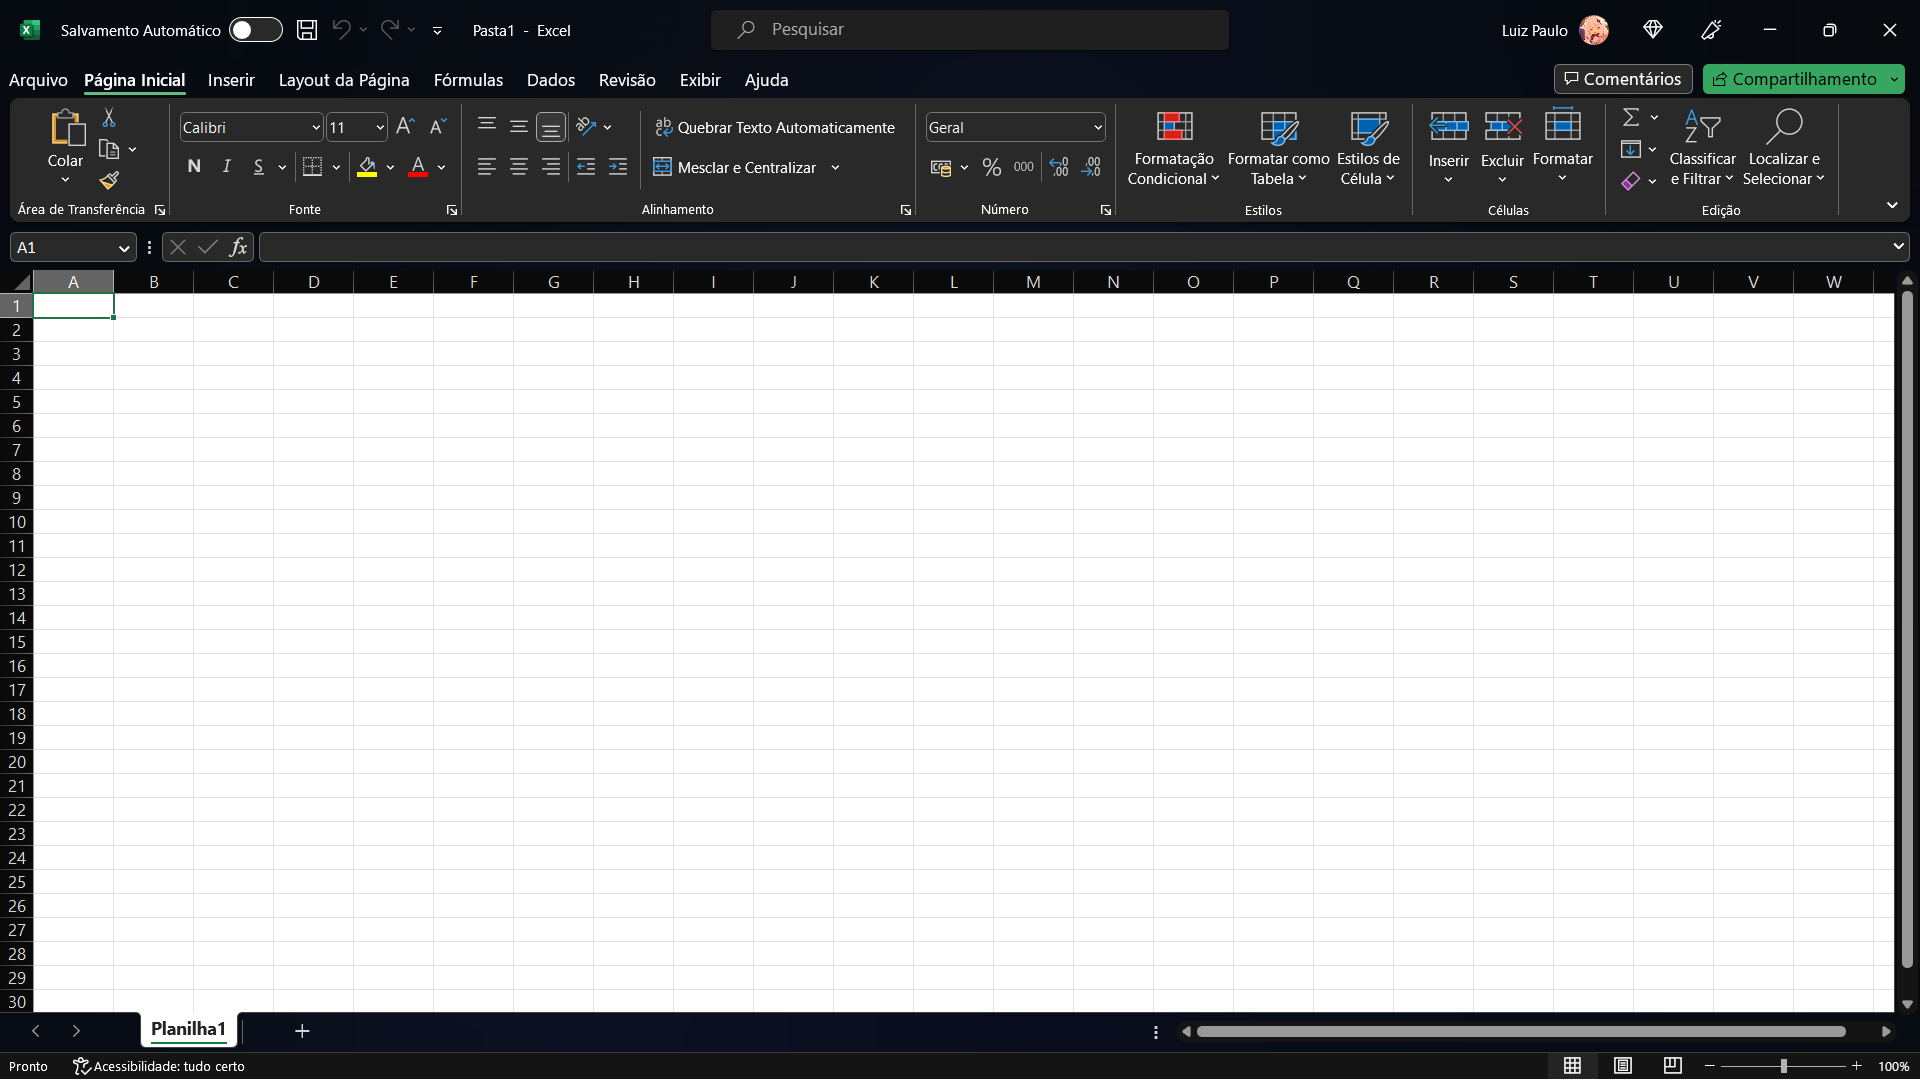 Salvamento Automático
Pasta1 - Excel
Pesquisar
Luiz Paulo
Arquivo Página Inicial Inserir Layout da Página Fórmulas Dados Revisão Exibir Ajuda
Comentários
Compartilhamento
Colar
Área de Transferência
Calibri
11
N I S
A
Fonte
ab
Quebrar Texto Automaticamente
Mesclar e Centralizar
Alinhamento
Geral
% 000
Número
Formatação Condicional
Formatar como Tabela
Estilos de Célula
Estilos
Inserir
Excluir
Formatar
Células
Classificar e Filtrar
Localizar e Selecionar
Edição
A1
fx
A B C D E F G H I J K L M N O P Q R S T U V W
1
2
3
4
5
6
7
8
9
10
11
12
13
14
15
16
17
18
19
20
21
22
23
24
25
26
27
28
29
30
Planilha1
Pronto
Acessibilidade: tudo certo
100%